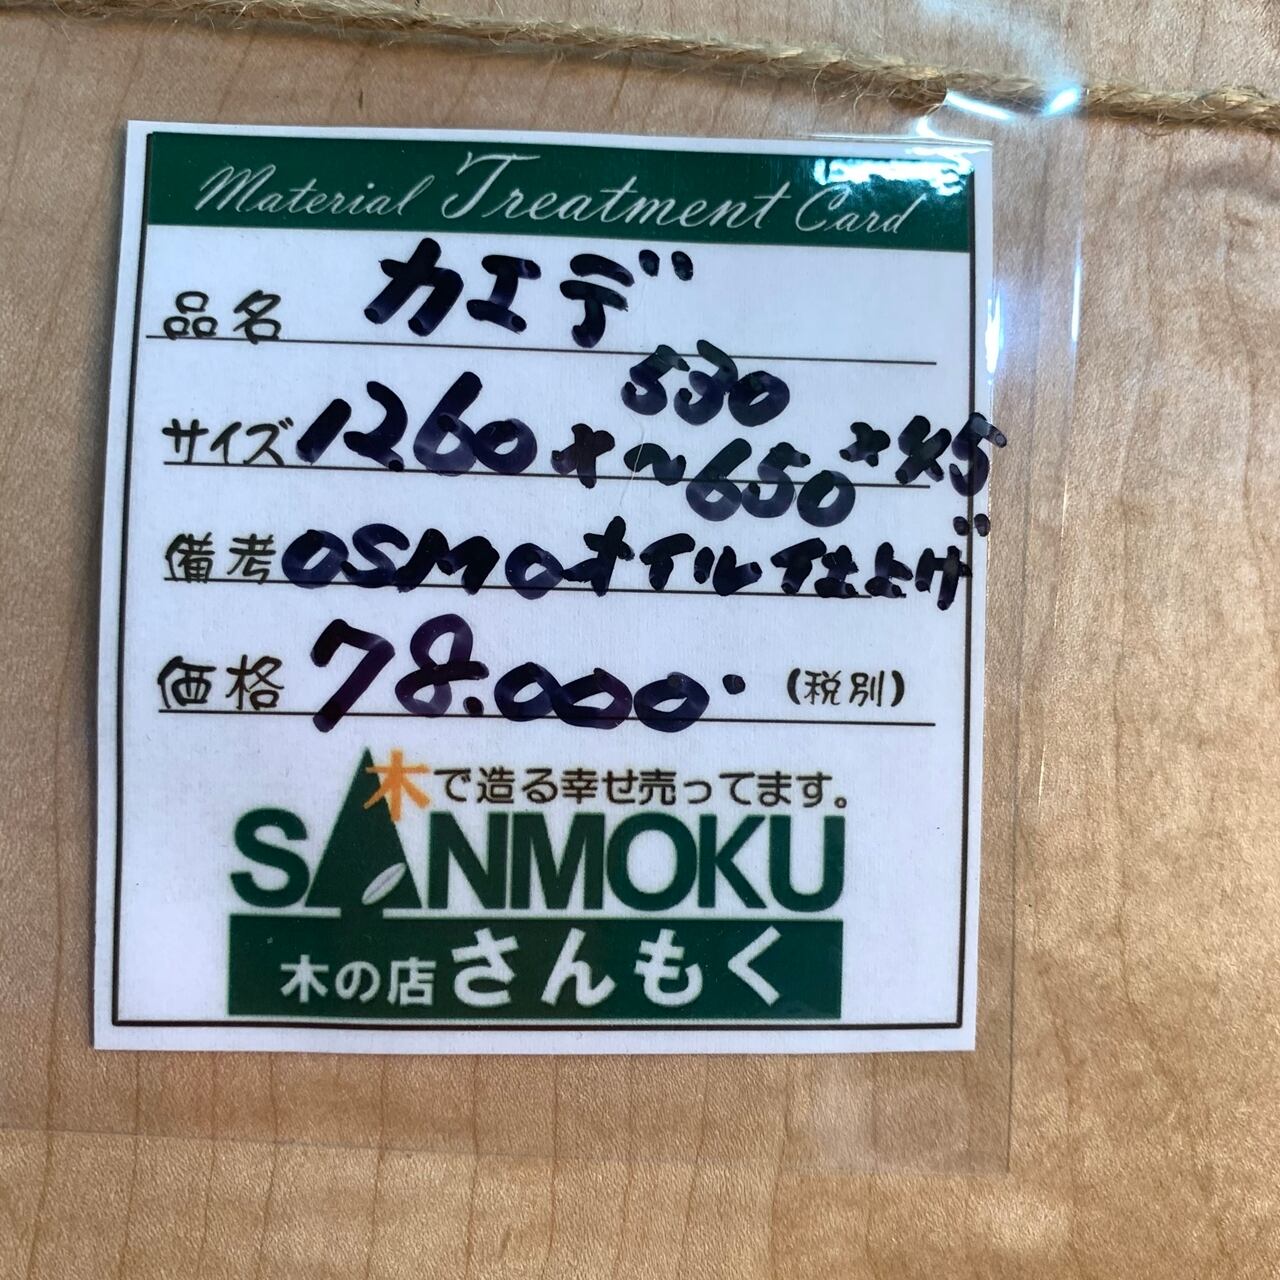 Material Treatment Card
品名 カエデ
サイズ 1260×530~650××45
備考 OSMOオイル仕上げ
価格 78.000. (税別)
木で造る幸せ売ってます。
SANMOKU
木の店 さんもく